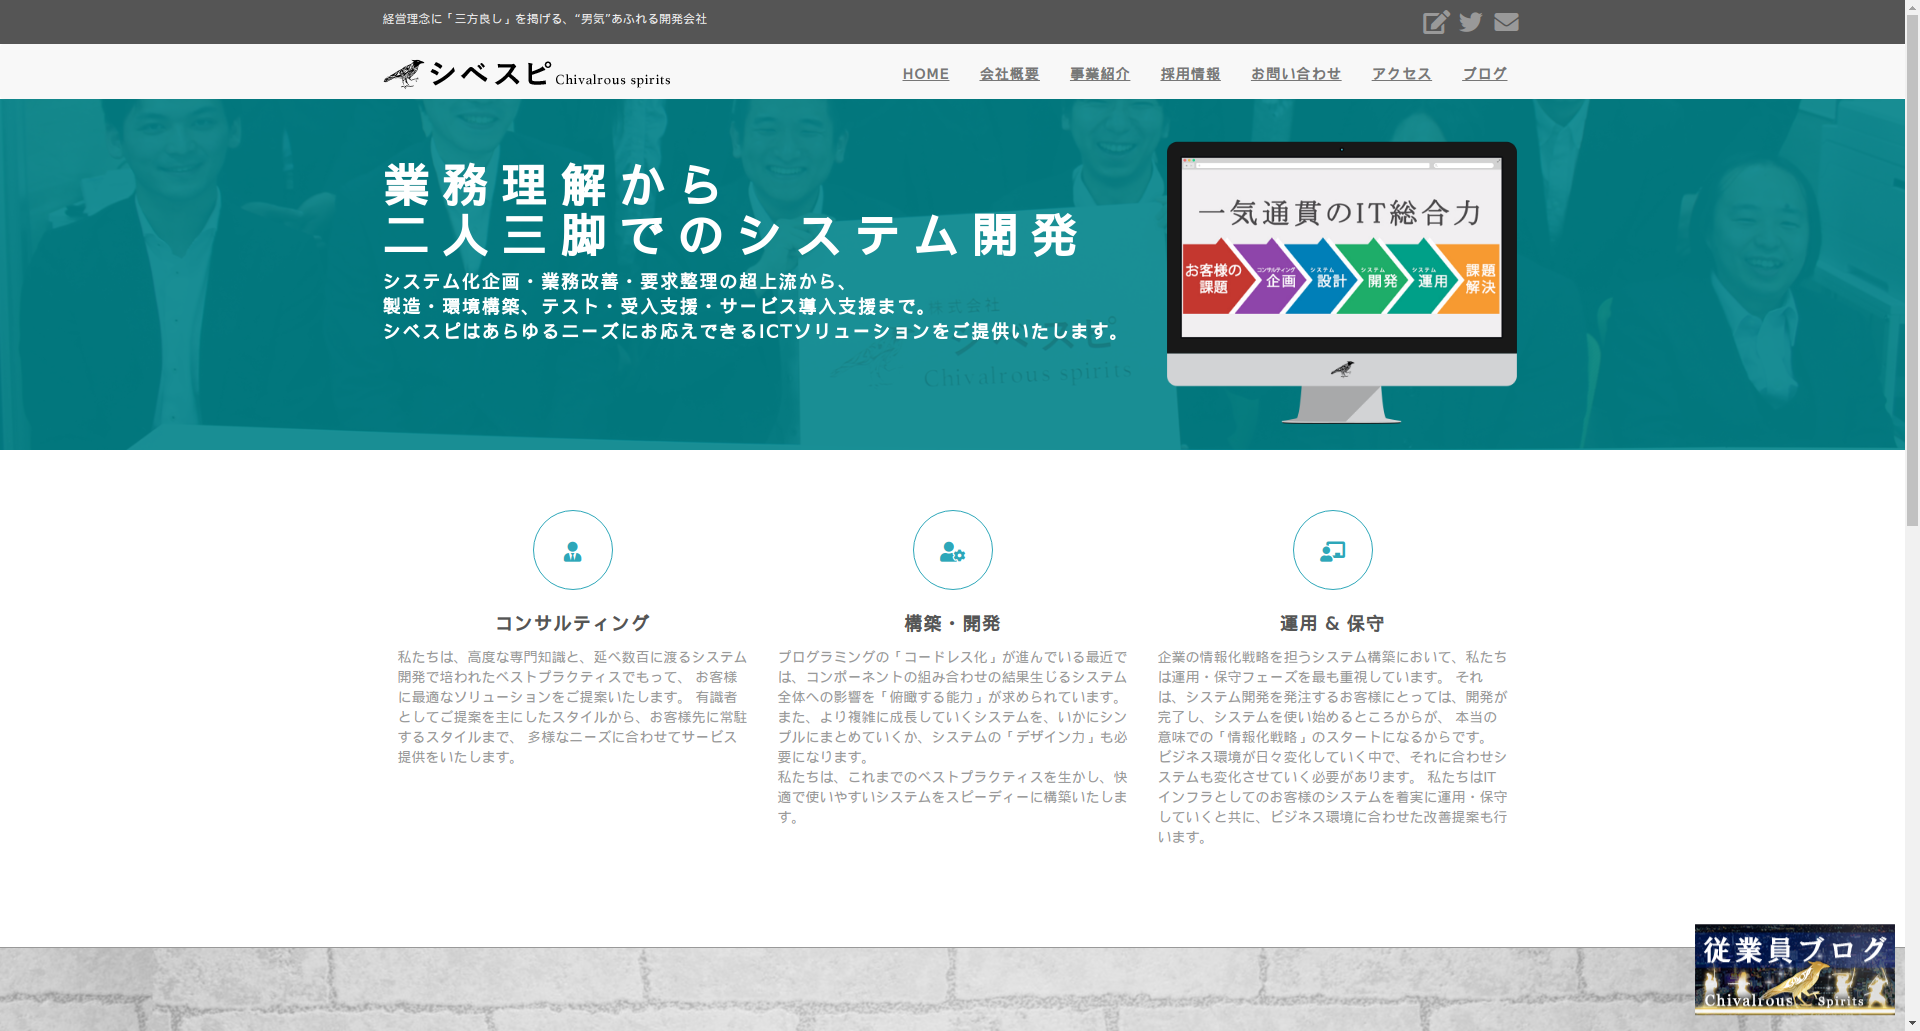 経営理念に「三方良し」を掲げる、“男気”あふれる開発会社
シベスピ Chivalrous spirits
HOME 会社概要 事業紹介 採用情報 お問い合わせ アクセス ブログ
業務理解から
二人三脚でのシステム開発
システム化企画・業務改善・要求整理の超上流から、
製造・環境構築、テスト・受入支援・サービス導入支援まで。
シベスピはあらゆるニーズにお応えできるICTソリューションをご提供いたします。
株式会社
シベスピ
Chivalrous spirits
一気通貫のIT総合力
お客様の課題
コンサルティング企画
システム設計
システム開発
システム運用
課題解決
コンサルティング
私たちは、高度な専門知識と、延べ数百に渡るシステム
開発で培われたベストプラクティスでもって、 お客様
に最適なソリューションをご提案いたします。 有識者
としてご提案を主にしたスタイルから、お客様先に常駐
するスタイルまで、 多様なニーズに合わせてサービス
提供をいたします。
構築・開発
プログラミングの「コードレス化」が進んでいる最近で
は、コンポーネントの組み合わせの結果生じるシステム
全体への影響を「俯瞰する能力」が求められています。
また、より複雑に成長していくシステムを、いかにシン
プルにまとめていくか、システムの「デザイン力」も必
要になります。
私たちは、これまでのベストプラクティスを生かし、快
適で使いやすいシステムをスピーディーに構築いたしま
す。
運用 & 保守
企業の情報化戦略を担うシステム構築において、私たち
は運用・保守フェーズを最も重視しています。 それ
は、システム開発を発注するお客様にとっては、開発が
完了し、システムを使い始めるところからが、 本当の
意味での「情報化戦略」のスタートになるからです。
ビジネス環境が日々変化していく中で、それに合わせシ
ステムも変化させていく必要があります。 私たちはIT
インフラとしてのお客様のシステムを着実に運用・保守
していくと共に、ビジネス環境に合わせた改善提案も行
います。
従業員ブログ
Chivalrous Spirits